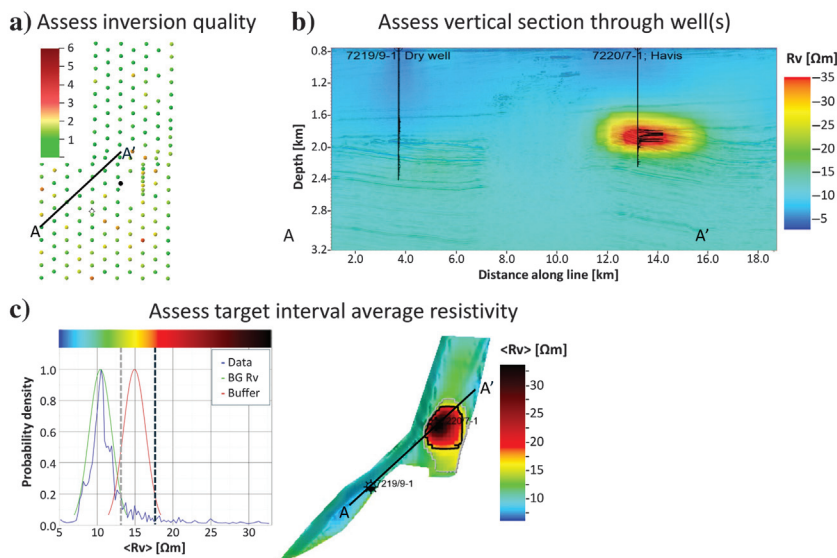 a) Assess inversion quality
6
5
4
3
2
1
0
A'
A
Assess vertical section through well(s)
b)
7219/9-1; Dry well
7220/7-1; Havis
0.8
1.2
1.6
2.0
2.4
2.8
3.2
Depth [km]
A
A'
2.0
4.0
6.0
8.0
10.0
12.0
14.0
16.0
18.0
Distance along line [km]
Rv [Ωm]
35
30
25
20
15
10
5
c)
Assess target interval average resistivity
Data
BG Rv
Buffer
1.0
0.8
0.6
0.4
0.2
0.0
Probability density
5
10
15
20
25
30
<Rv> [Ωm]
A'
7219/9-1
A
<Rv> [Ωm]
30
25
20
15
10